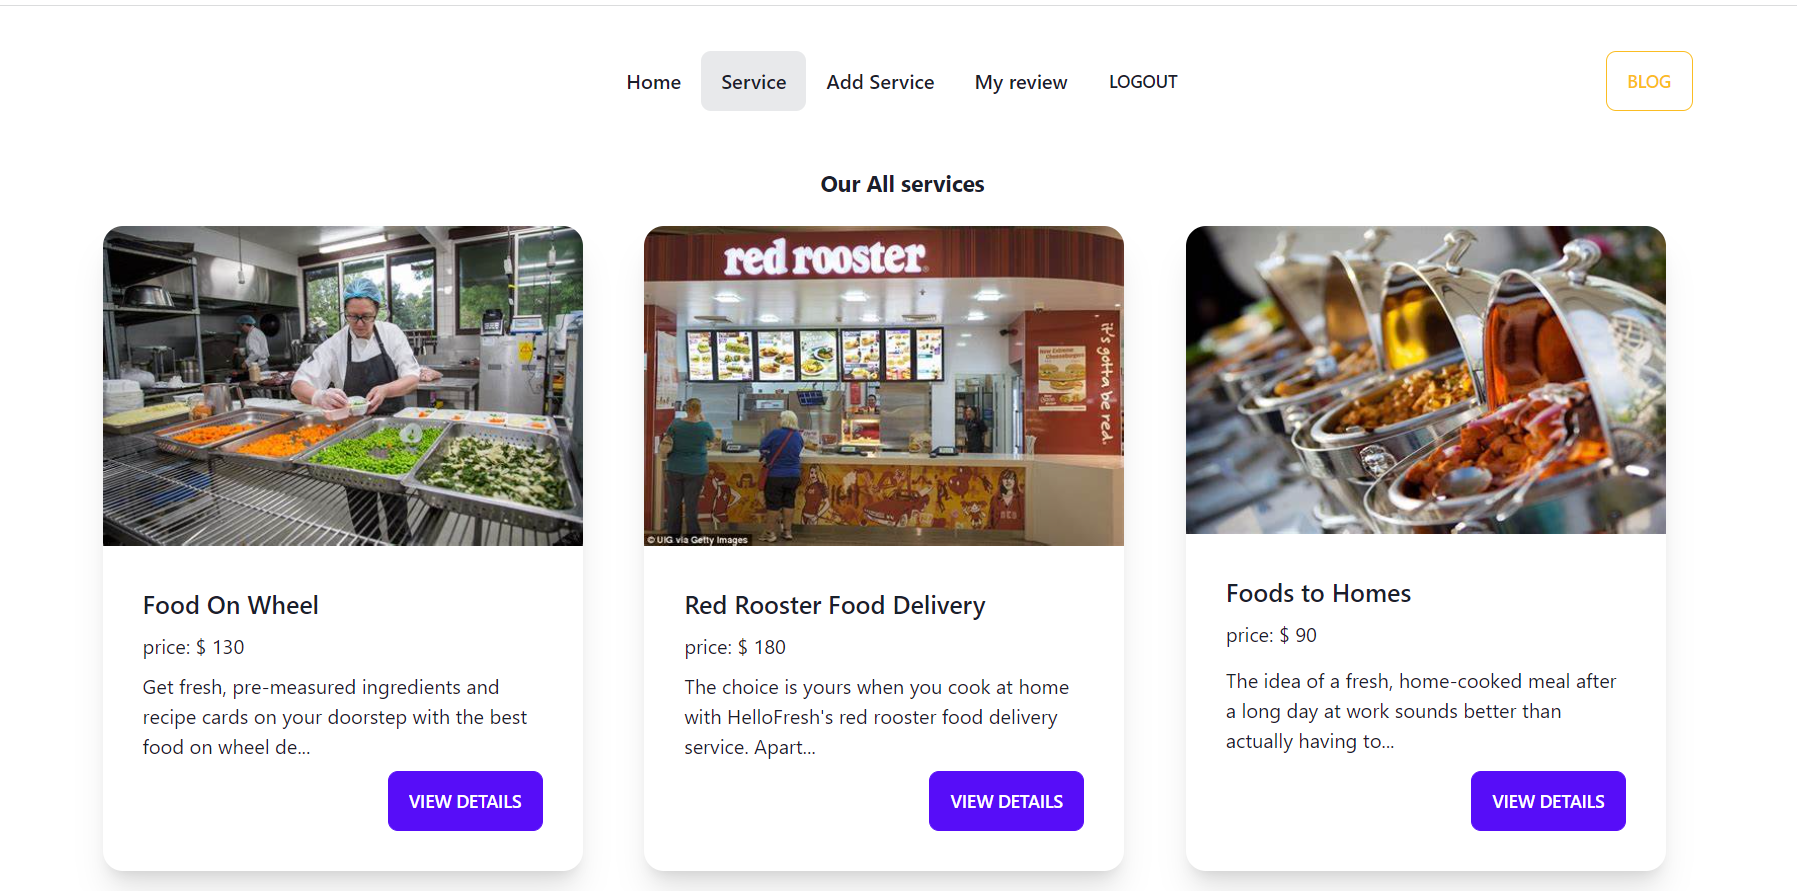 Home Service Add Service My review LOGOUT BLOG
Our All services
red rooster
it's gotta be red.
© UIG via Getty Images
Food On Wheel
price: $ 130
Get fresh, pre-measured ingredients and
recipe cards on your doorstep with the best
food on wheel de...
VIEW DETAILS
Red Rooster Food Delivery
price: $ 180
The choice is yours when you cook at home
with HelloFresh's red rooster food delivery
service. Apart...
VIEW DETAILS
Foods to Homes
price: $ 90
The idea of a fresh, home-cooked meal after
a long day at work sounds better than
actually having to...
VIEW DETAILS